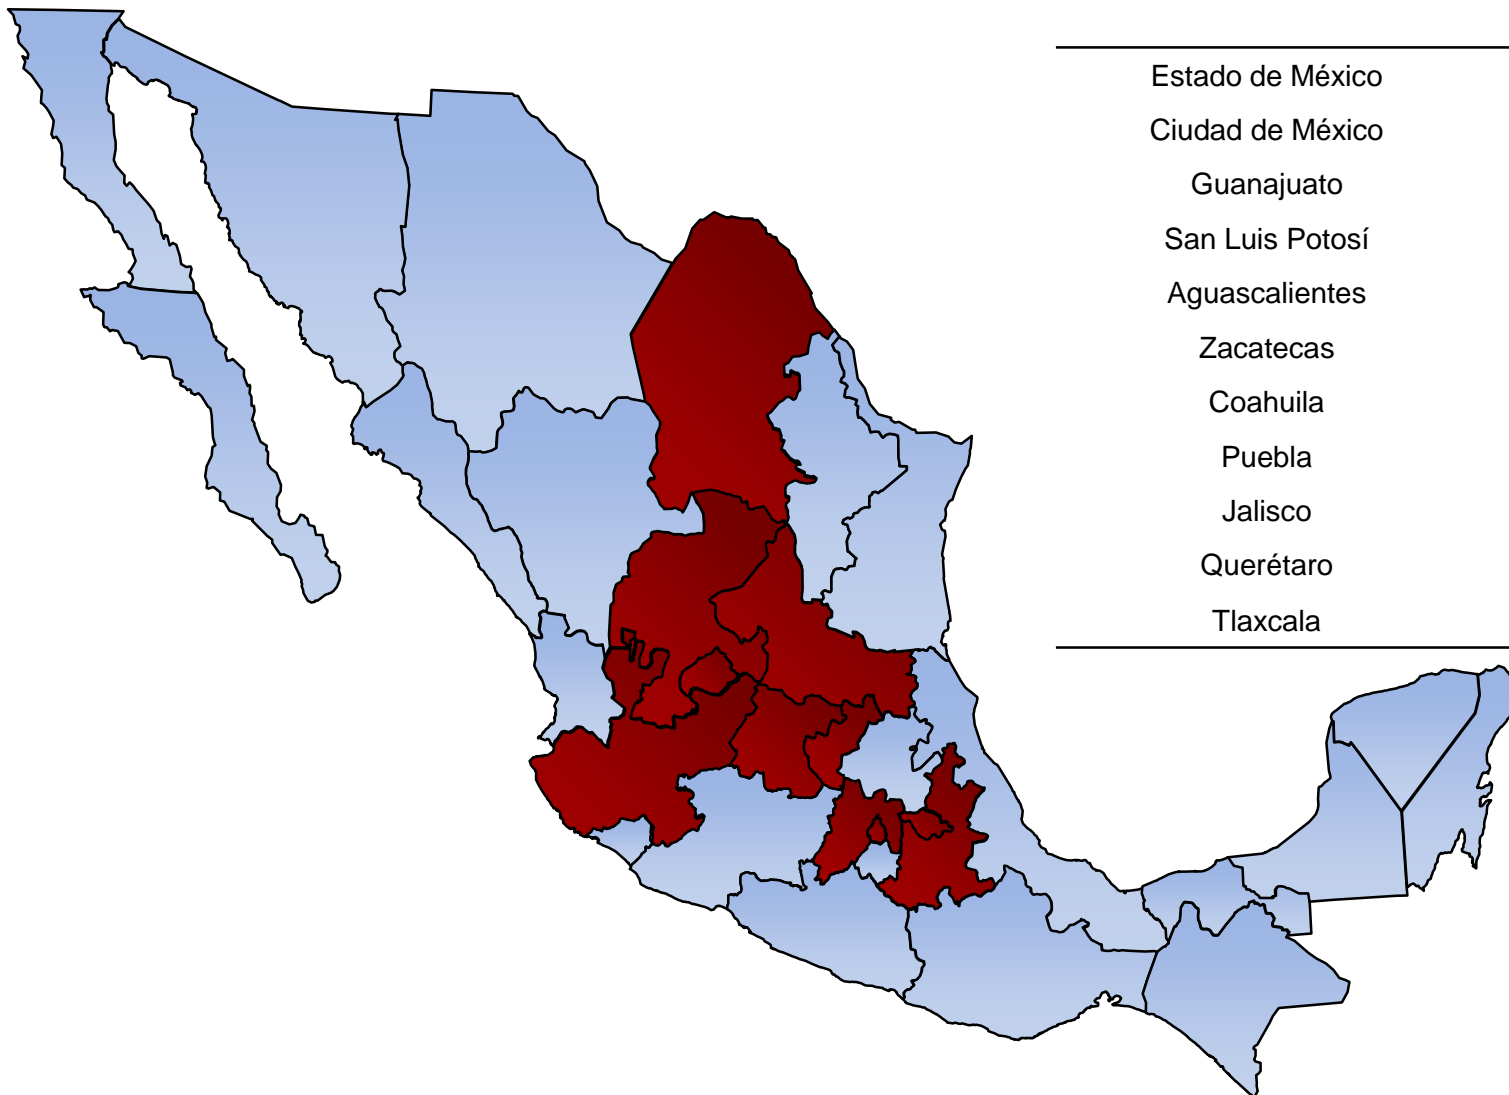 Estado de México
Ciudad de México
Guanajuato
San Luis Potosí
Aguascalientes
Zacatecas
Coahuila
Puebla
Jalisco
Querétaro
Tlaxcala